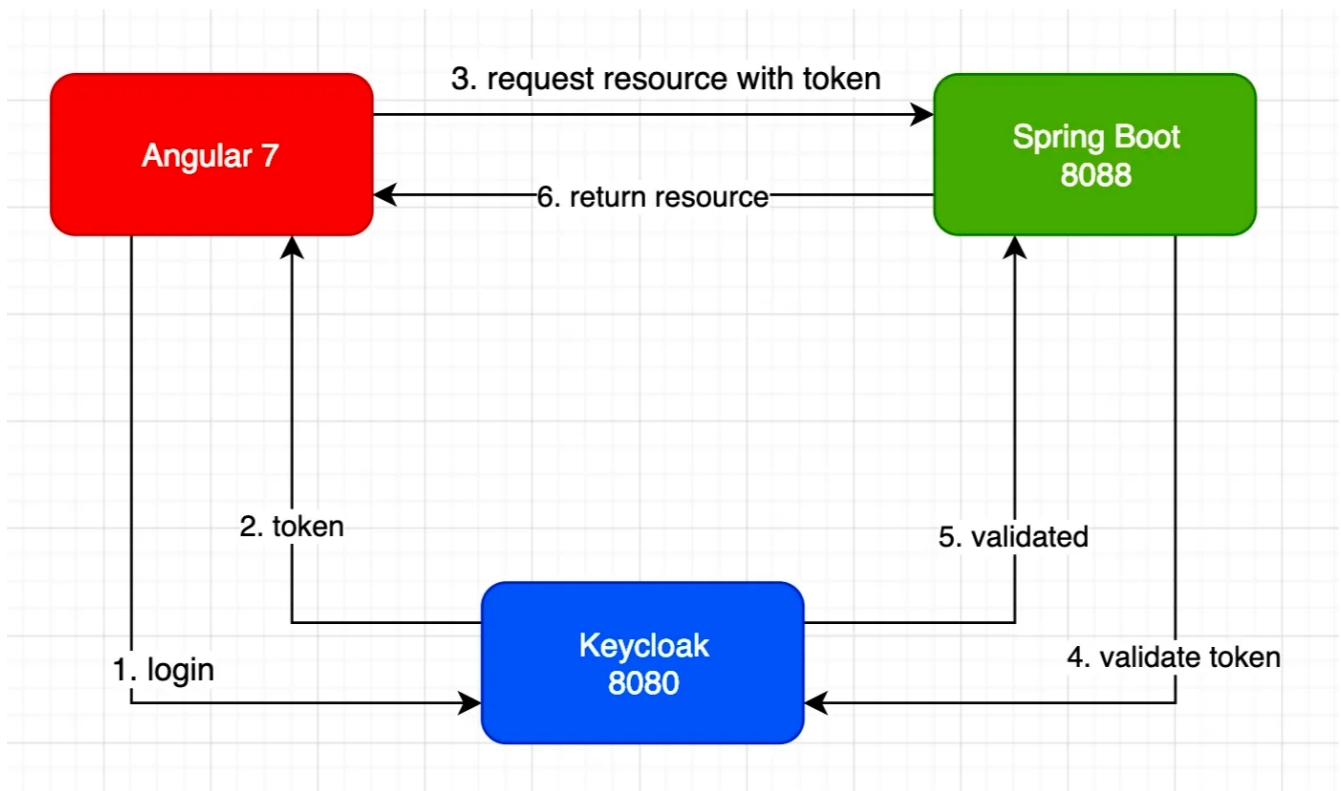 3. request resource with token
Angular 7
Spring Boot
8088
6. return resource
2. token
5. validated
Keycloak
8080
1. login
4. validate token